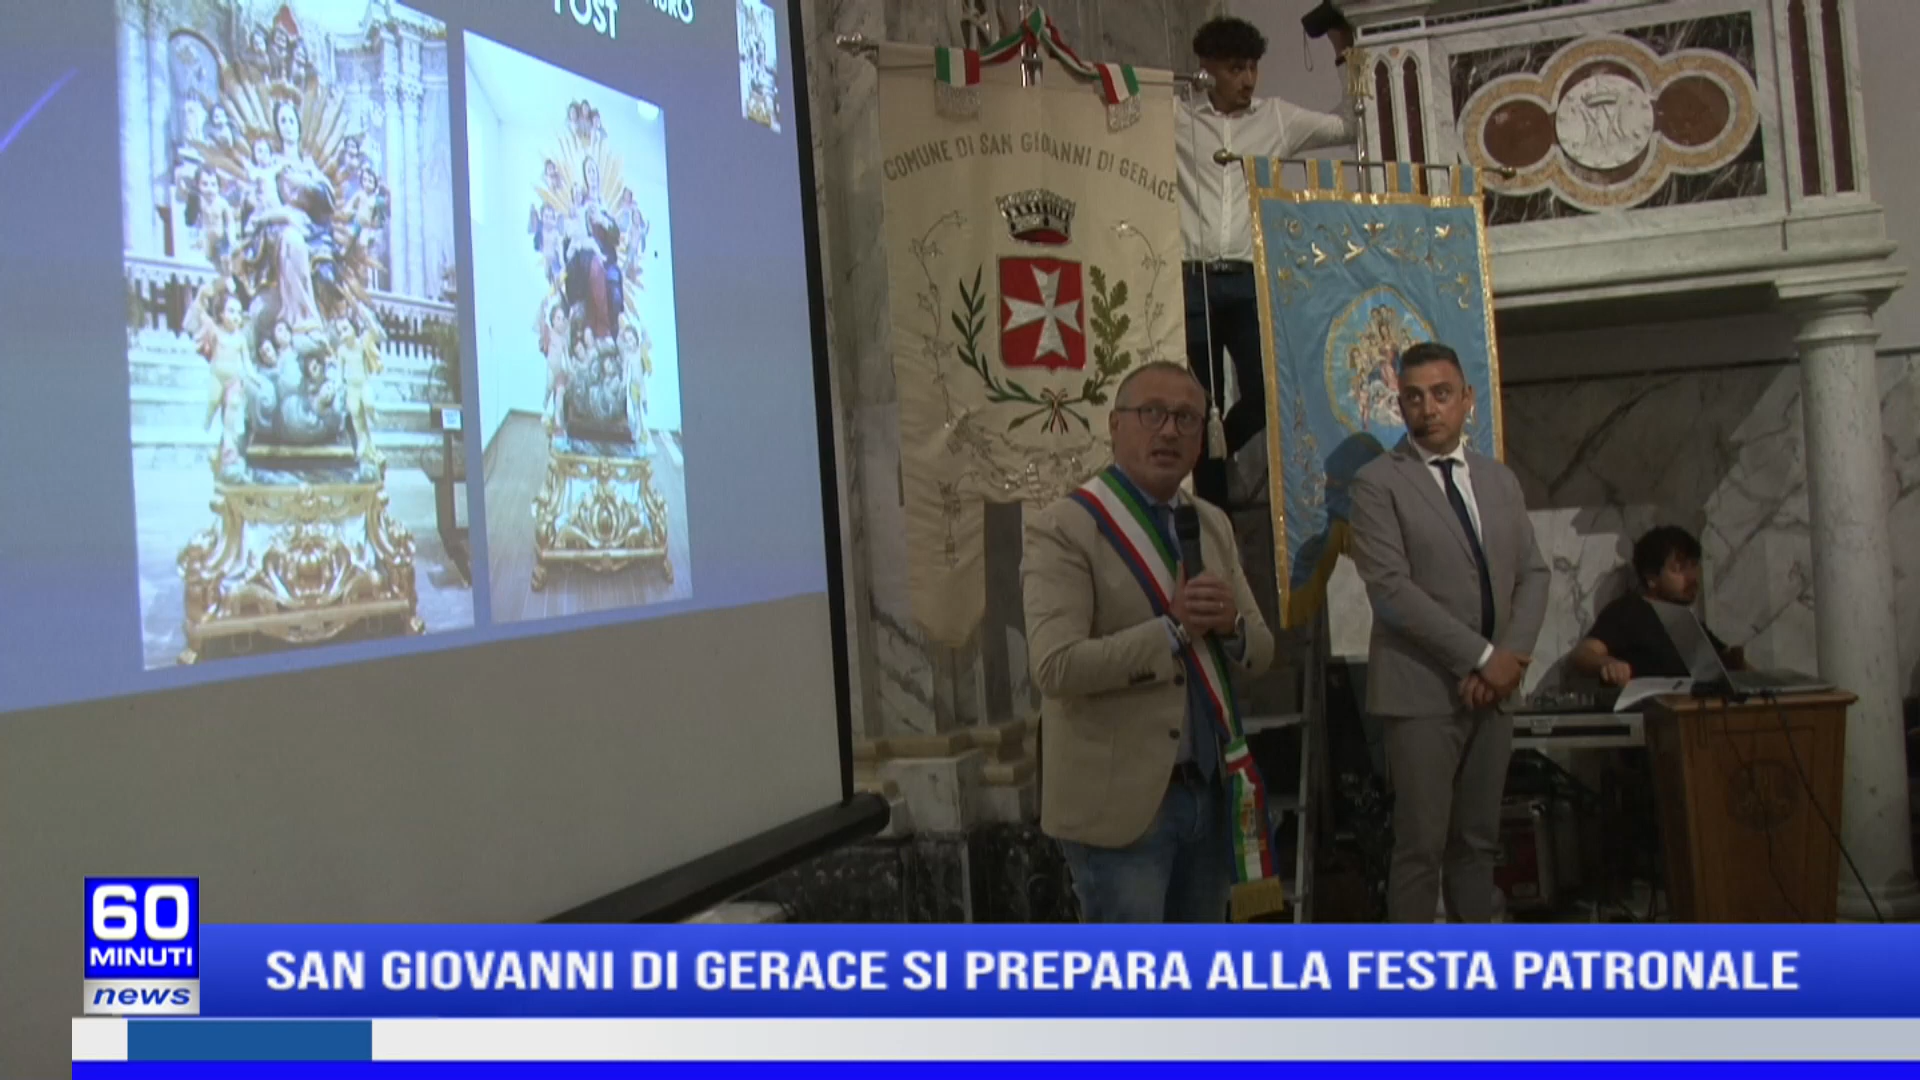 POST
COMUNE DI SAN GIOVANNI DI GERACE
60
MINUTI
news
SAN GIOVANNI DI GERACE SI PREPARA ALLA FESTA PATRONALE